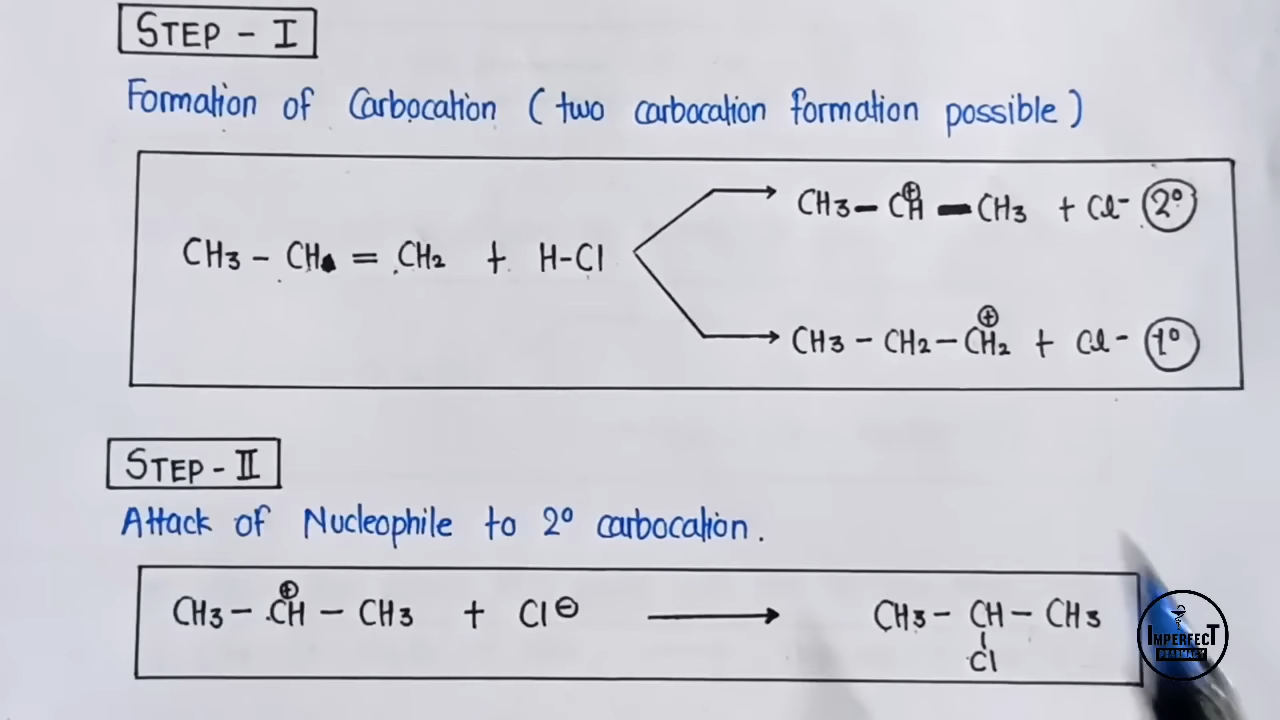 STEP - I
Formation of Carbocation ( two carbocation formation possible )
CH3 - CH⊕ - CH3 + Cl- 2°
CH3 - CH = CH2 + H-Cl
CH3 - CH2 - CH2⊕ + Cl- 1°
STEP - II
Attack of Nucleophile to 2° carbocation.
CH3 - CH⊕ - CH3 + Cl⊖ → CH3 - CH - CH3
Cl
IMPERFECT
PHARMACY